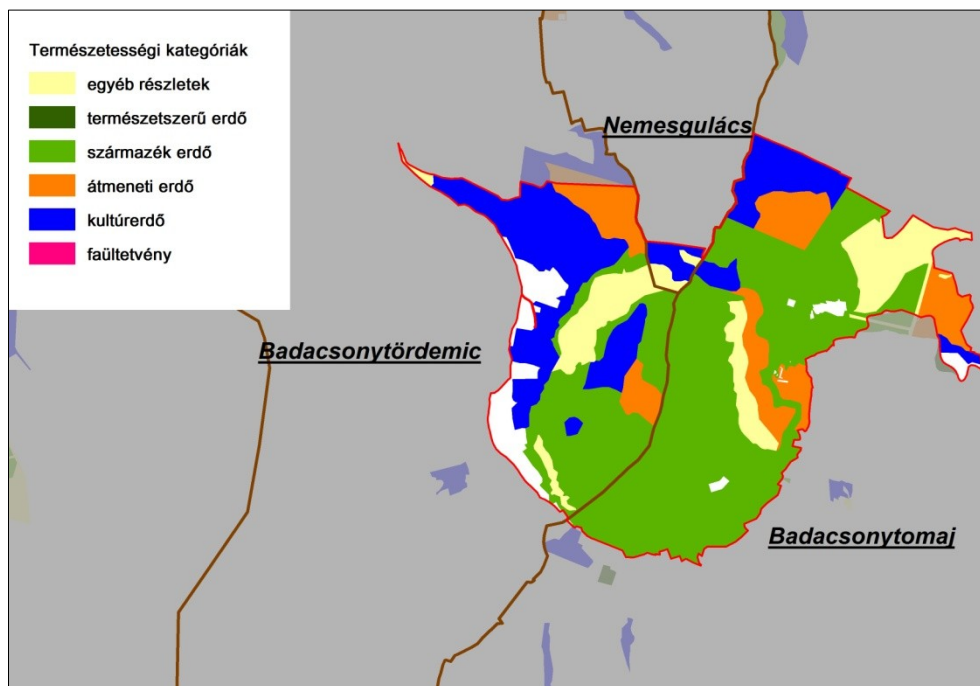 Természetességi kategóriák
egyéb részletek
természetszerű erdő
származék erdő
átmeneti erdő
kultúrerdő
faültetvény
Nemesgulács
Badacsonytördemic
Badacsonytomaj